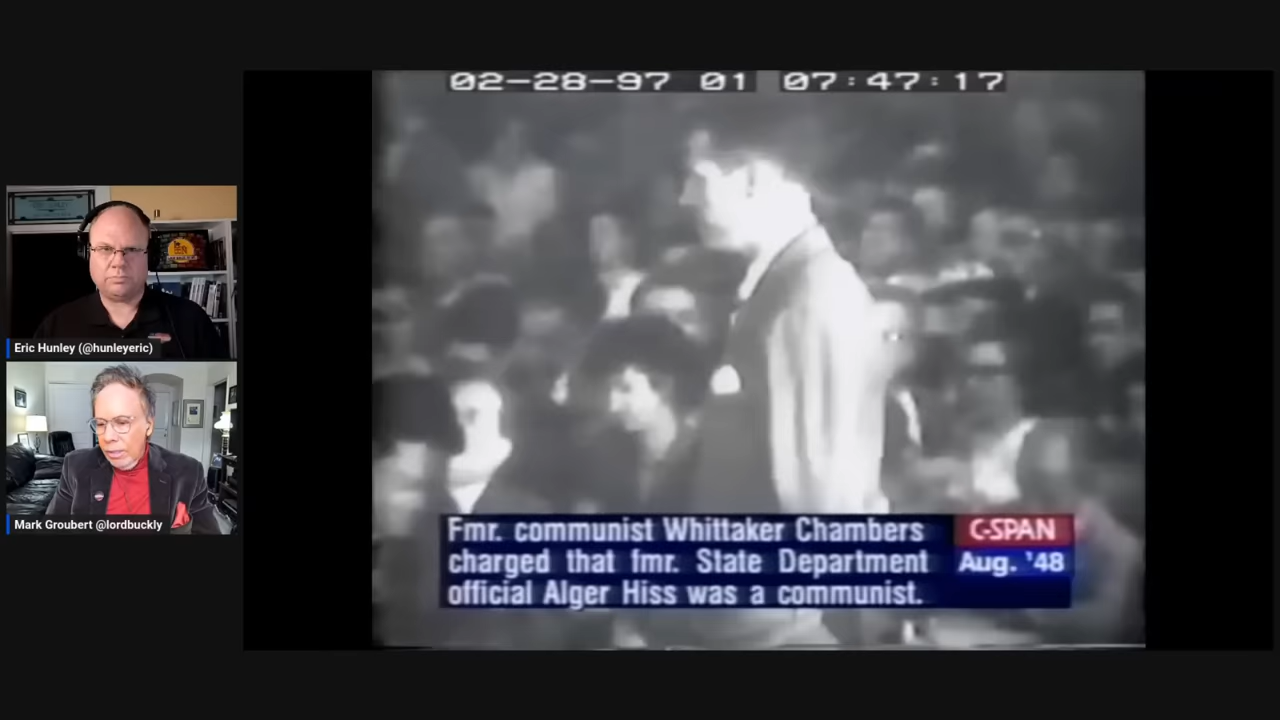 02-28-97 01 07:47:17
Eric Hunley (@hunleyeric)
Mark Groubert @lordbuckly
Fmr. communist Whittaker Chambers
charged that fmr. State Department
official Alger Hiss was a communist.
C-SPAN
Aug. '48